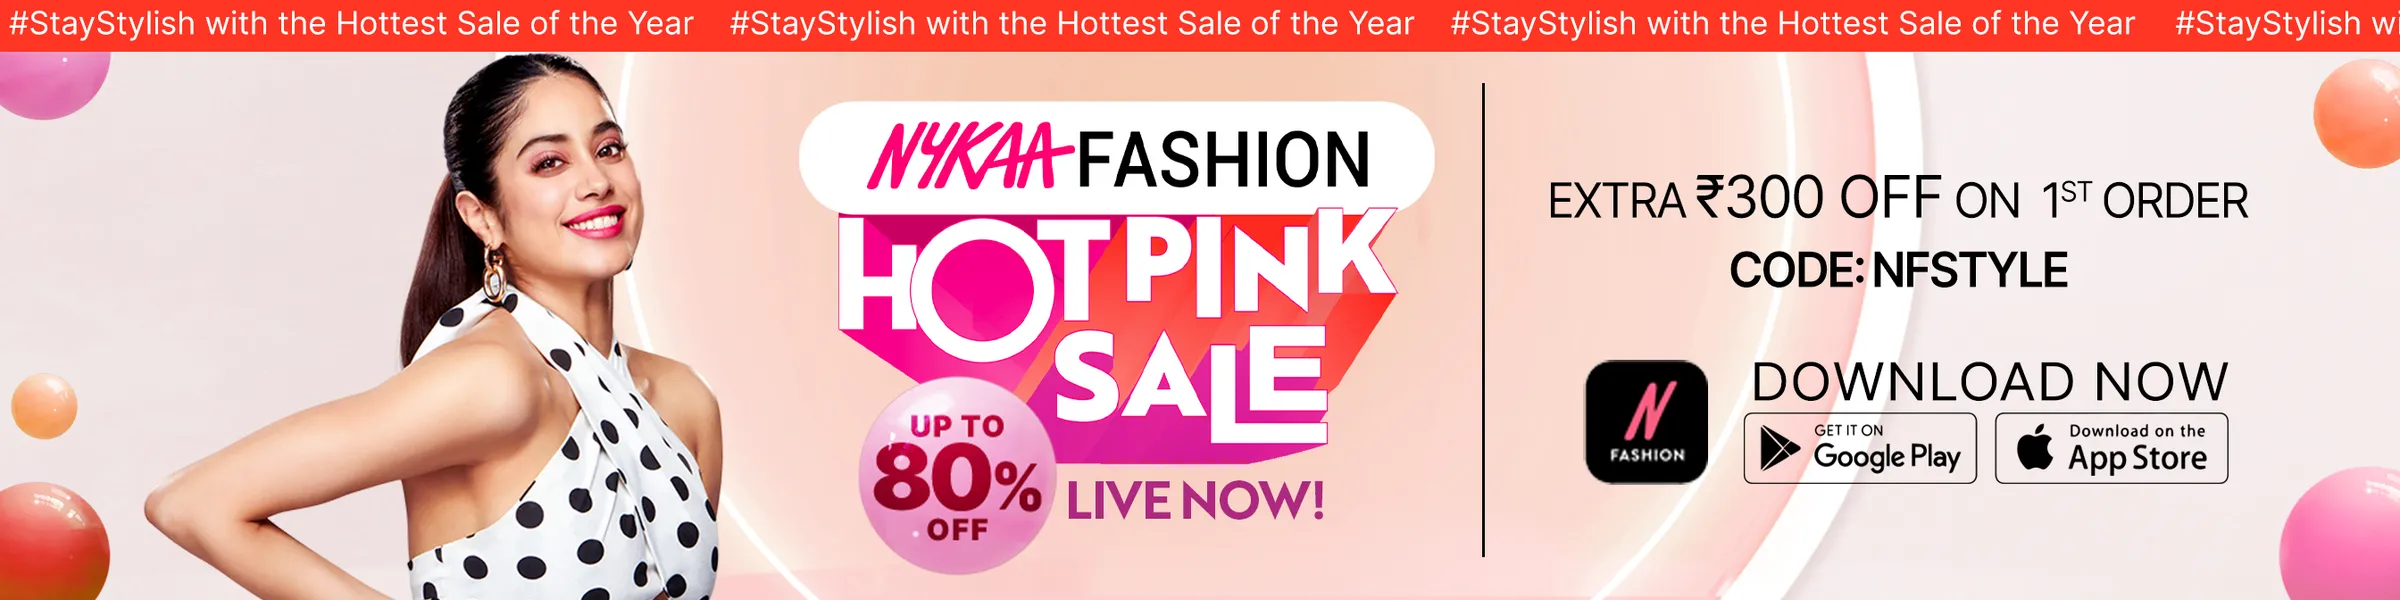 #StayStylish with the Hottest Sale of the Year #StayStylish with the Hottest Sale of the Year #StayStylish with the Hottest Sale of the Year #StayStylish wi
NYKAA FASHION
HOT PINK
SALE
UP TO
80%
OFF
LIVE NOW!
EXTRA ₹300 OFF ON 1ST ORDER
CODE: NFSTYLE
DOWNLOAD NOW
N
FASHION
GET IT ON
Google Play
Download on the
App Store